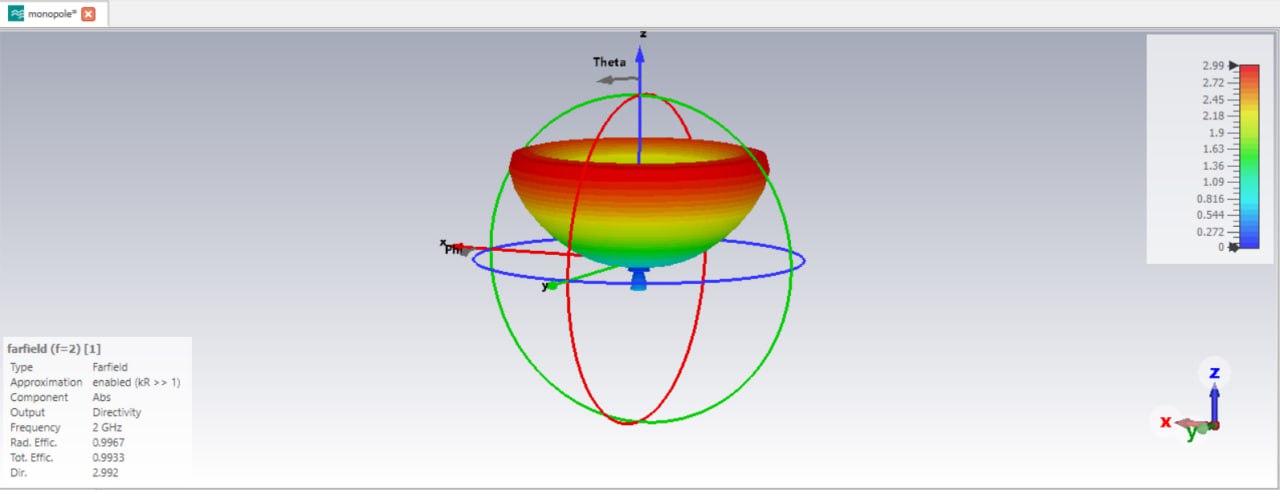 monopole*
z
Theta
2.99
2.72
2.45
2.18
1.9
1.63
1.36
1.09
0.816
0.544
0.272
0
x
Phi
y
farfield (f=2) [1]
Type Farfield
Approximation enabled (kR >> 1)
Component Abs
Output Directivity
Frequency 2 GHz
Rad. Effic. 0.9967
Tot. Effic. 0.9933
Dir. 2.992
z
x
y